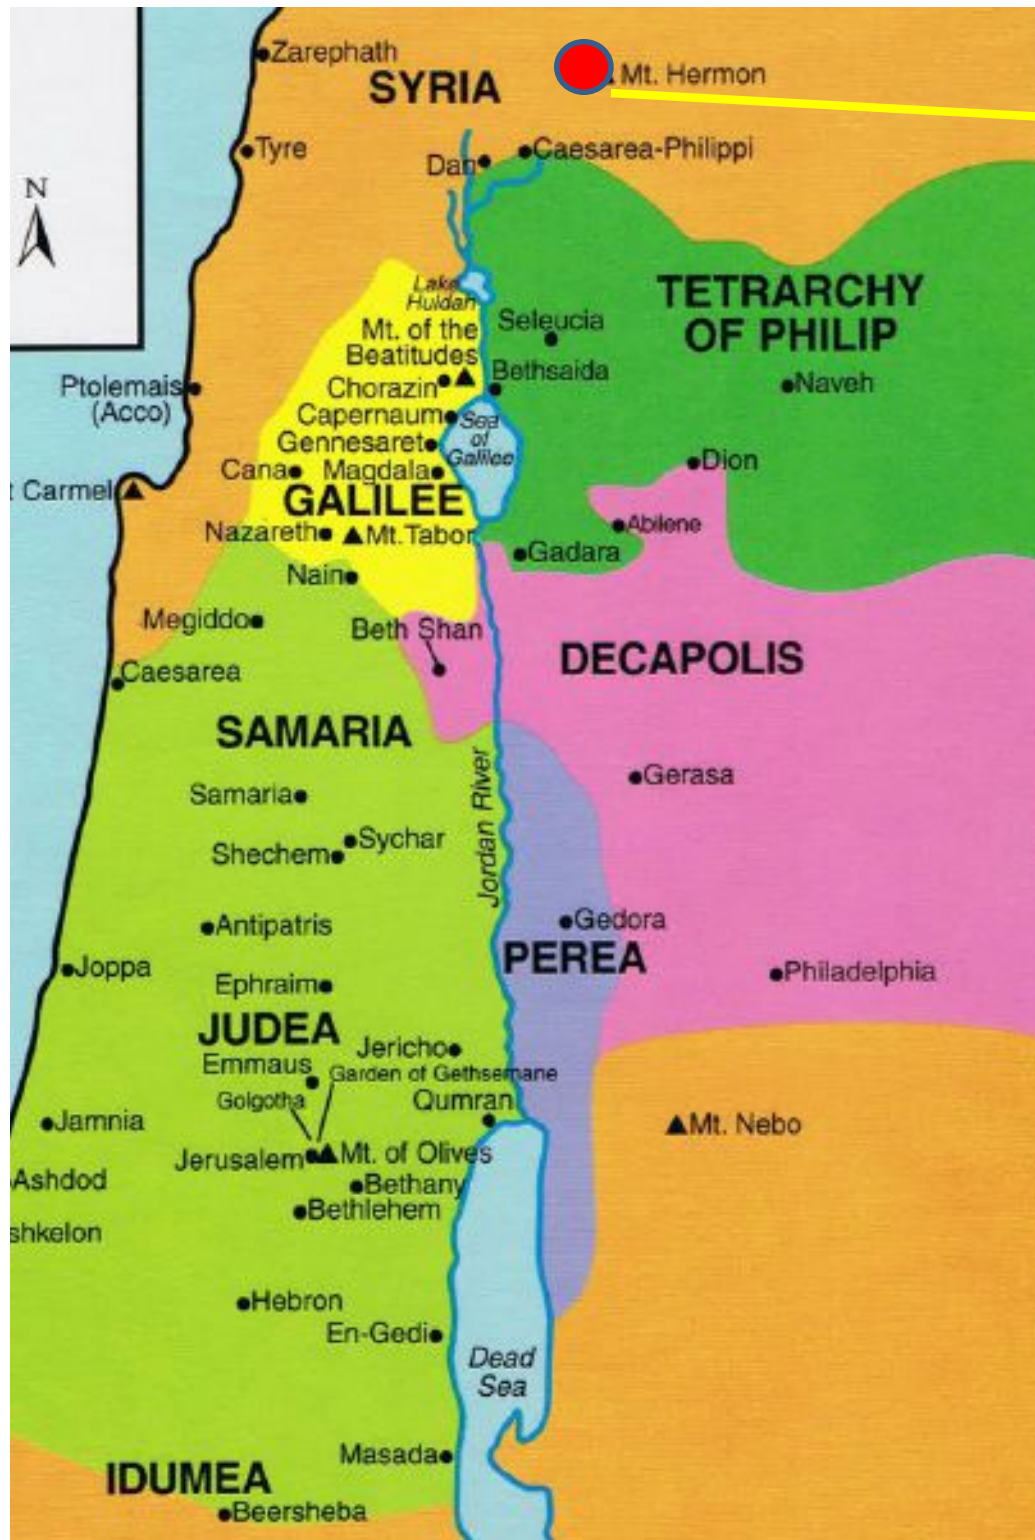 Zarephath
SYRIA
Mt. Hermon
Tyre
Dan
Caesarea-Philippi
N
Lake
Huldah
TETRARCHY
OF PHILIP
Seleucia
Mt. of the
Beatitudes
Ptolemais
(Acco)
Chorazin
Bethsaida
Naveh
Capernaum
Sea
of
Galilee
Gennesaret
Cana
Magdala
Dion
t Carmel
GALILEE
Abilene
Nazareth
Mt. Tabor
Gadara
Nain
Megiddo
Beth Shan
DECAPOLIS
Caesarea
SAMARIA
Jordan River
Gerasa
Samaria
Sychar
Shechem
Antipatris
Gedora
PEREA
Joppa
Philadelphia
Ephraim
JUDEA
Jericho
Emmaus
Garden of Gethsemane
Golgotha
Qumran
Jamnia
Mt. Nebo
Jerusalem
Mt. of Olives
Ashdod
Bethany
Bethlehem
shkelon
Hebron
En-Gedi
Dead
Sea
Masada
IDUMEA
Beersheba